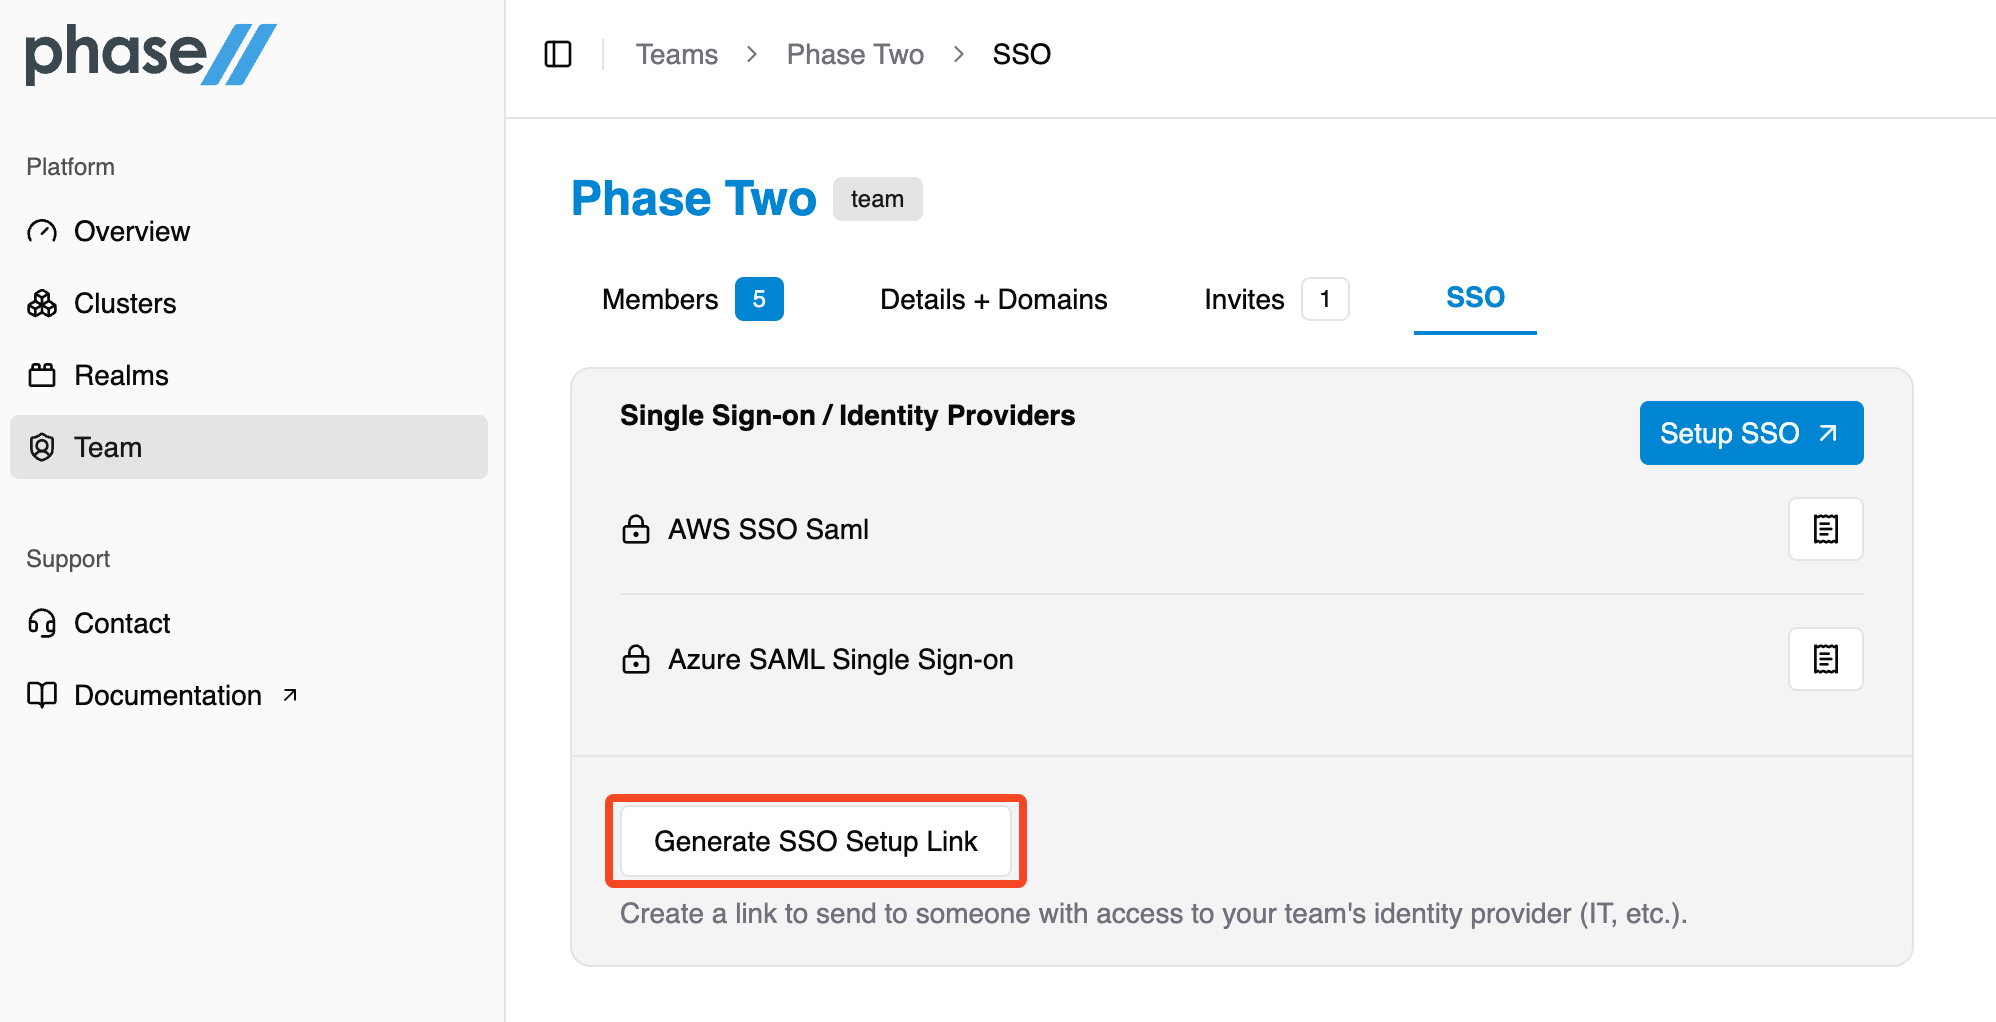 phase
Platform
Overview
Clusters
Realms
Team
Support
Contact
Documentation
Teams > Phase Two > SSO
Phase Two team
Members 5 Details + Domains Invites 1 SSO
Single Sign-on / Identity Providers
Setup SSO
AWS SSO Saml
Azure SAML Single Sign-on
Generate SSO Setup Link
Create a link to send to someone with access to your team's identity provider (IT, etc.).